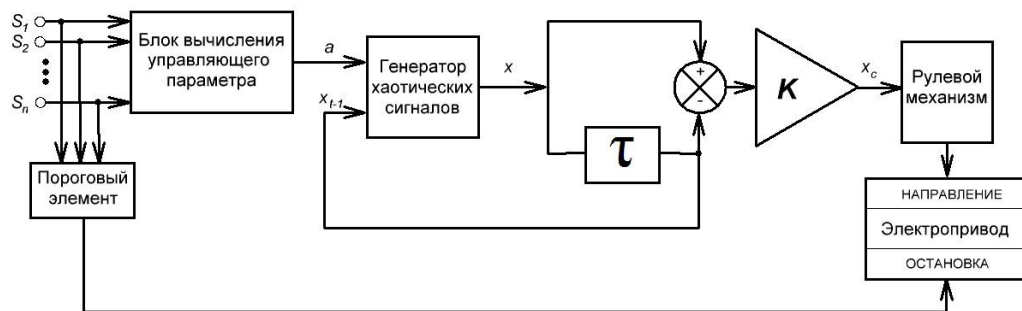 S1
S2
Sn
Блок вычисления
управляющего
параметра
a
xt-1
Генератор
хаотических
сигналов
x
τ
+
-
K
xc
Рулевой
механизм
Пороговый
элемент
НАПРАВЛЕНИЕ
Электропривод
ОСТАНОВКА